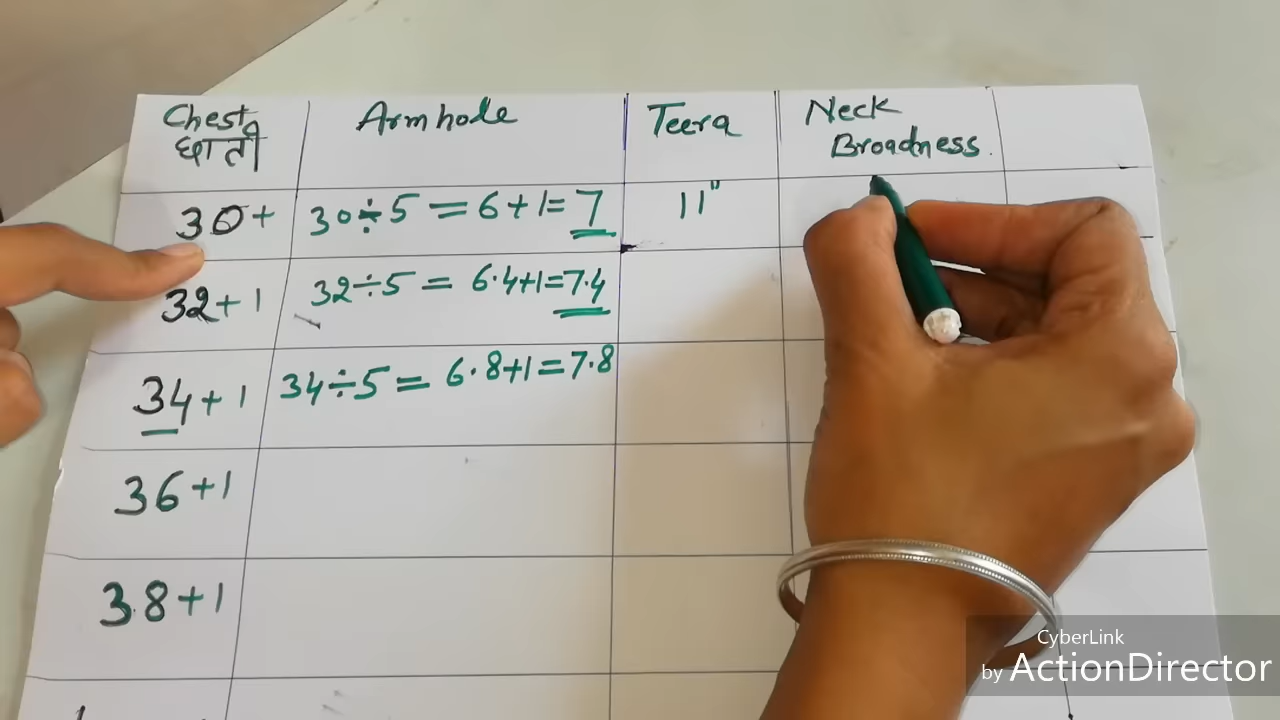 Chest
छाती
Armhole
Teera
Neck
Broadness.
30+
30÷5 = 6+1= 7
11"
32+1
32÷5 = 6.4+1=7.4
34+1
34÷5 = 6.8+1=7.8
36+1
38+1
CyberLink
by ActionDirector